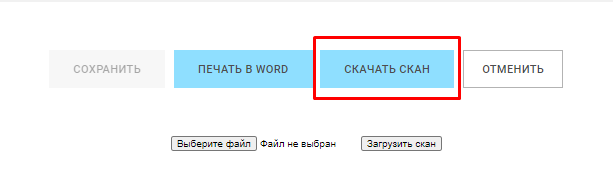 СОХРАНИТЬ ПЕЧАТЬ В WORD СКАЧАТЬ СКАН ОТМЕНИТЬ
Выберите файл Файл не выбран Загрузить скан